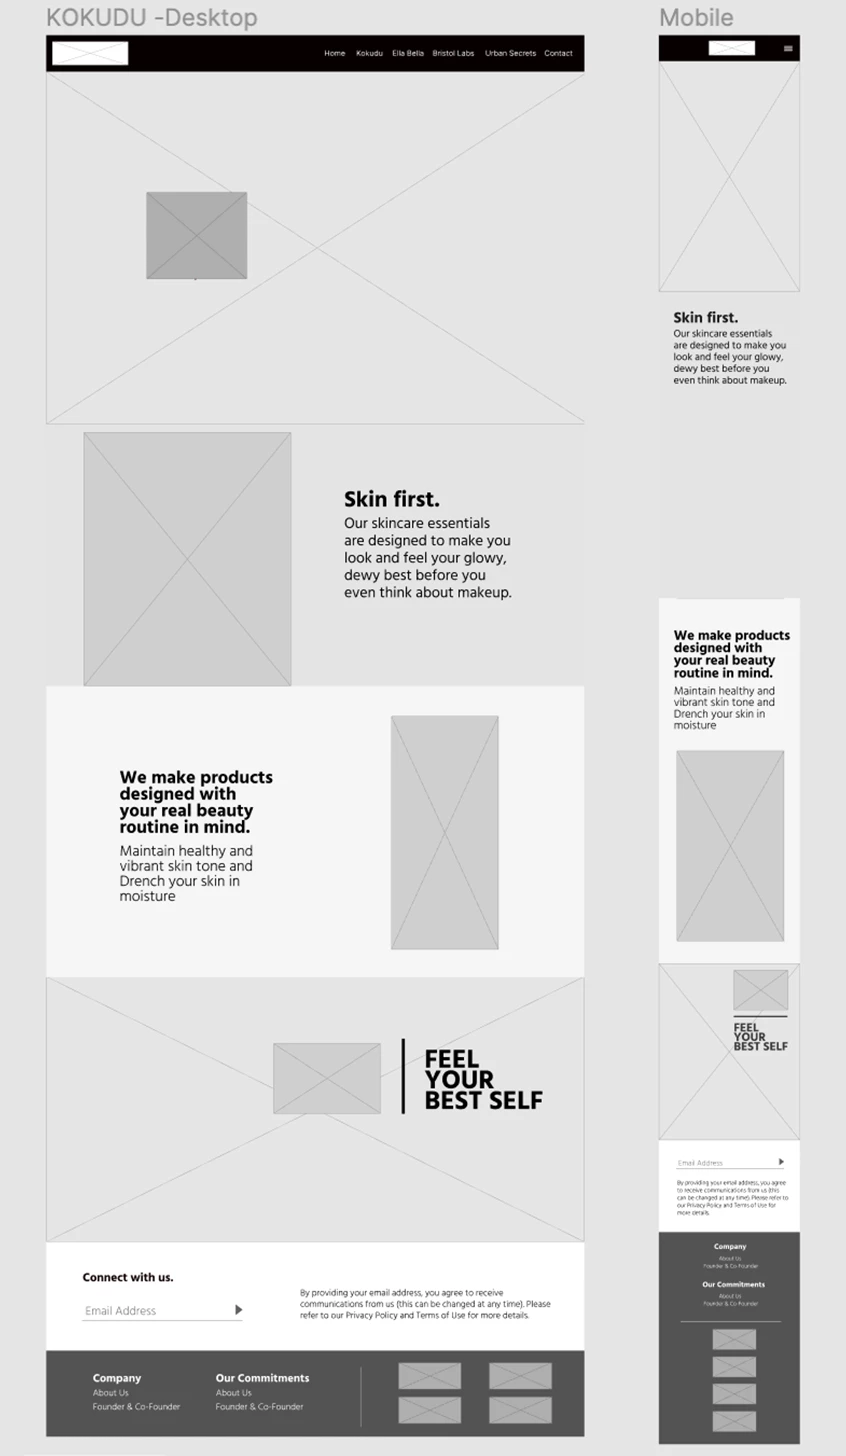 KOKUDU -Desktop
Home Kokudu Ella Bella Bristol Labs Urban Secrets Contact
Skin first.
Our skincare essentials
are designed to make you
look and feel your glowy,
dewy best before you
even think about makeup.
We make products
designed with
your real beauty
routine in mind.
Maintain healthy and
vibrant skin tone and
Drench your skin in
moisture
FEEL
YOUR
BEST SELF
Connect with us.
Email Address
By providing your email address, you agree to receive
communications from us (this can be changed at any time). Please
refer to our Privacy Policy and Terms of Use for more details.
Company
About Us
Founder & Co-Founder
Our Commitments
About Us
Founder & Co-Founder
Mobile
Skin first.
Our skincare essentials
are designed to make you
look and feel your glowy,
dewy best before you
even think about makeup.
We make products
designed with
your real beauty
routine in mind.
Maintain healthy and
vibrant skin tone and
Drench your skin in
moisture
FEEL
YOUR
BEST SELF
Email Address
By providing your email address, you agree
to receive communications from us (this
can be changed at any time). Please refer to
our Privacy Policy and Terms of Use for
more details.
Company
About Us
Founder & Co-Founder
Our Commitments
About Us
Founder & Co-Founder